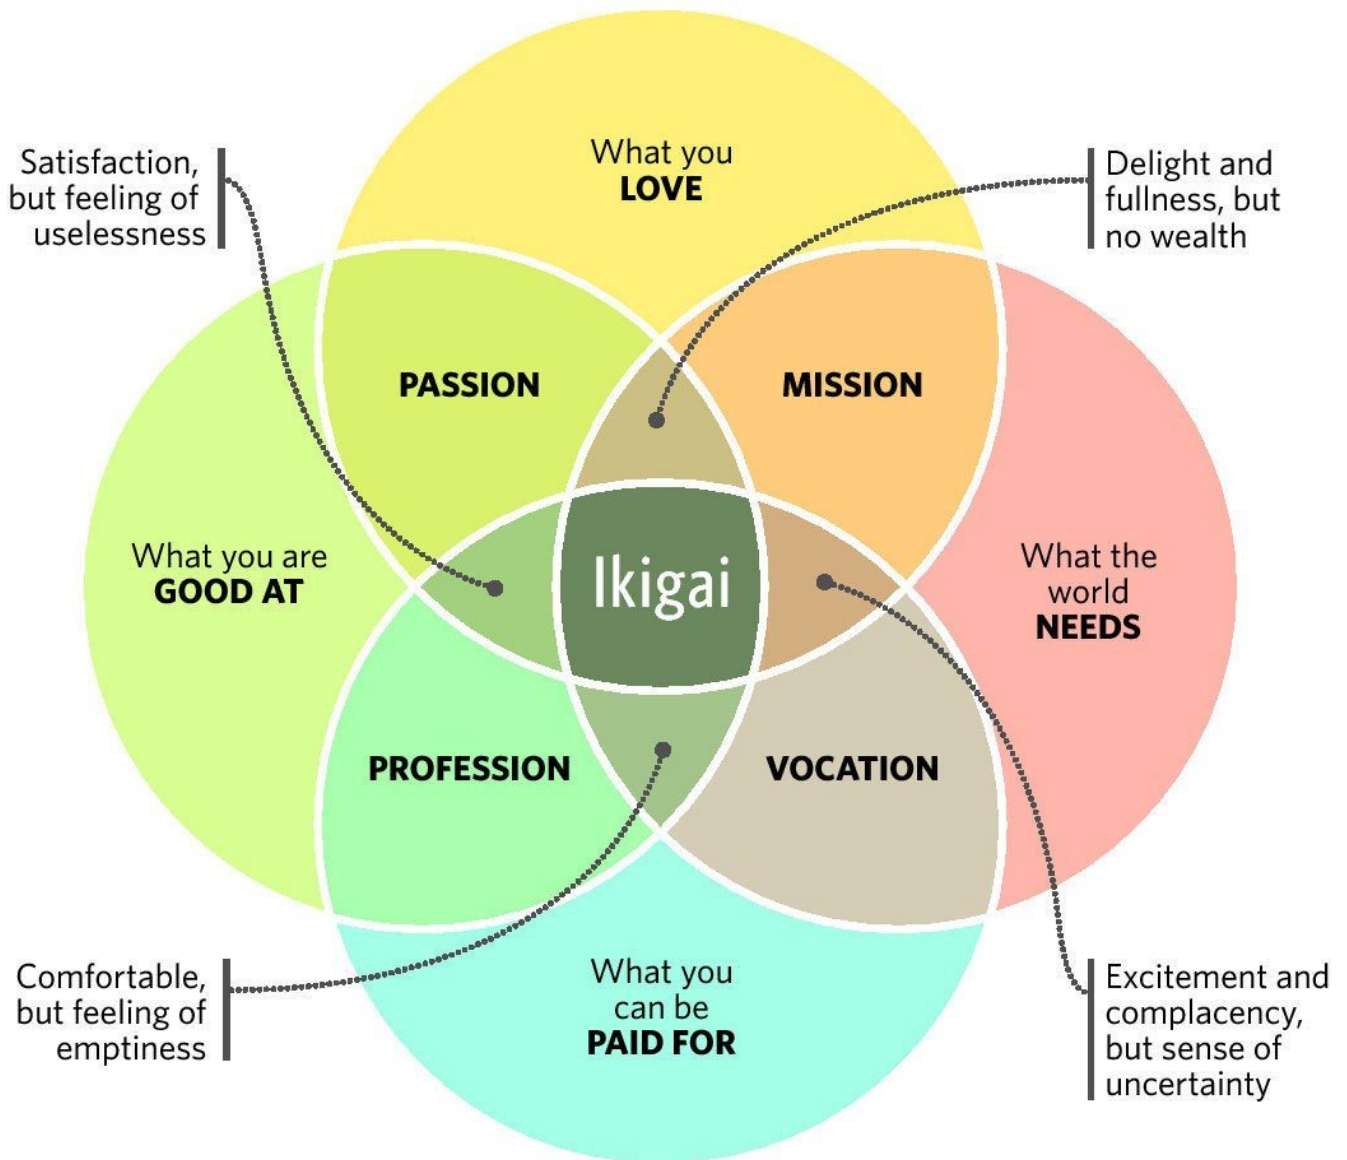 What you
LOVE
Satisfaction,
but feeling of
uselessness
Delight and
fullness, but
no wealth
PASSION
MISSION
What you are
GOOD AT
Ikigai
What the
world
NEEDS
PROFESSION
VOCATION
Comfortable,
but feeling of
emptiness
What you
can be
PAID FOR
Excitement and
complacency,
but sense of
uncertainty